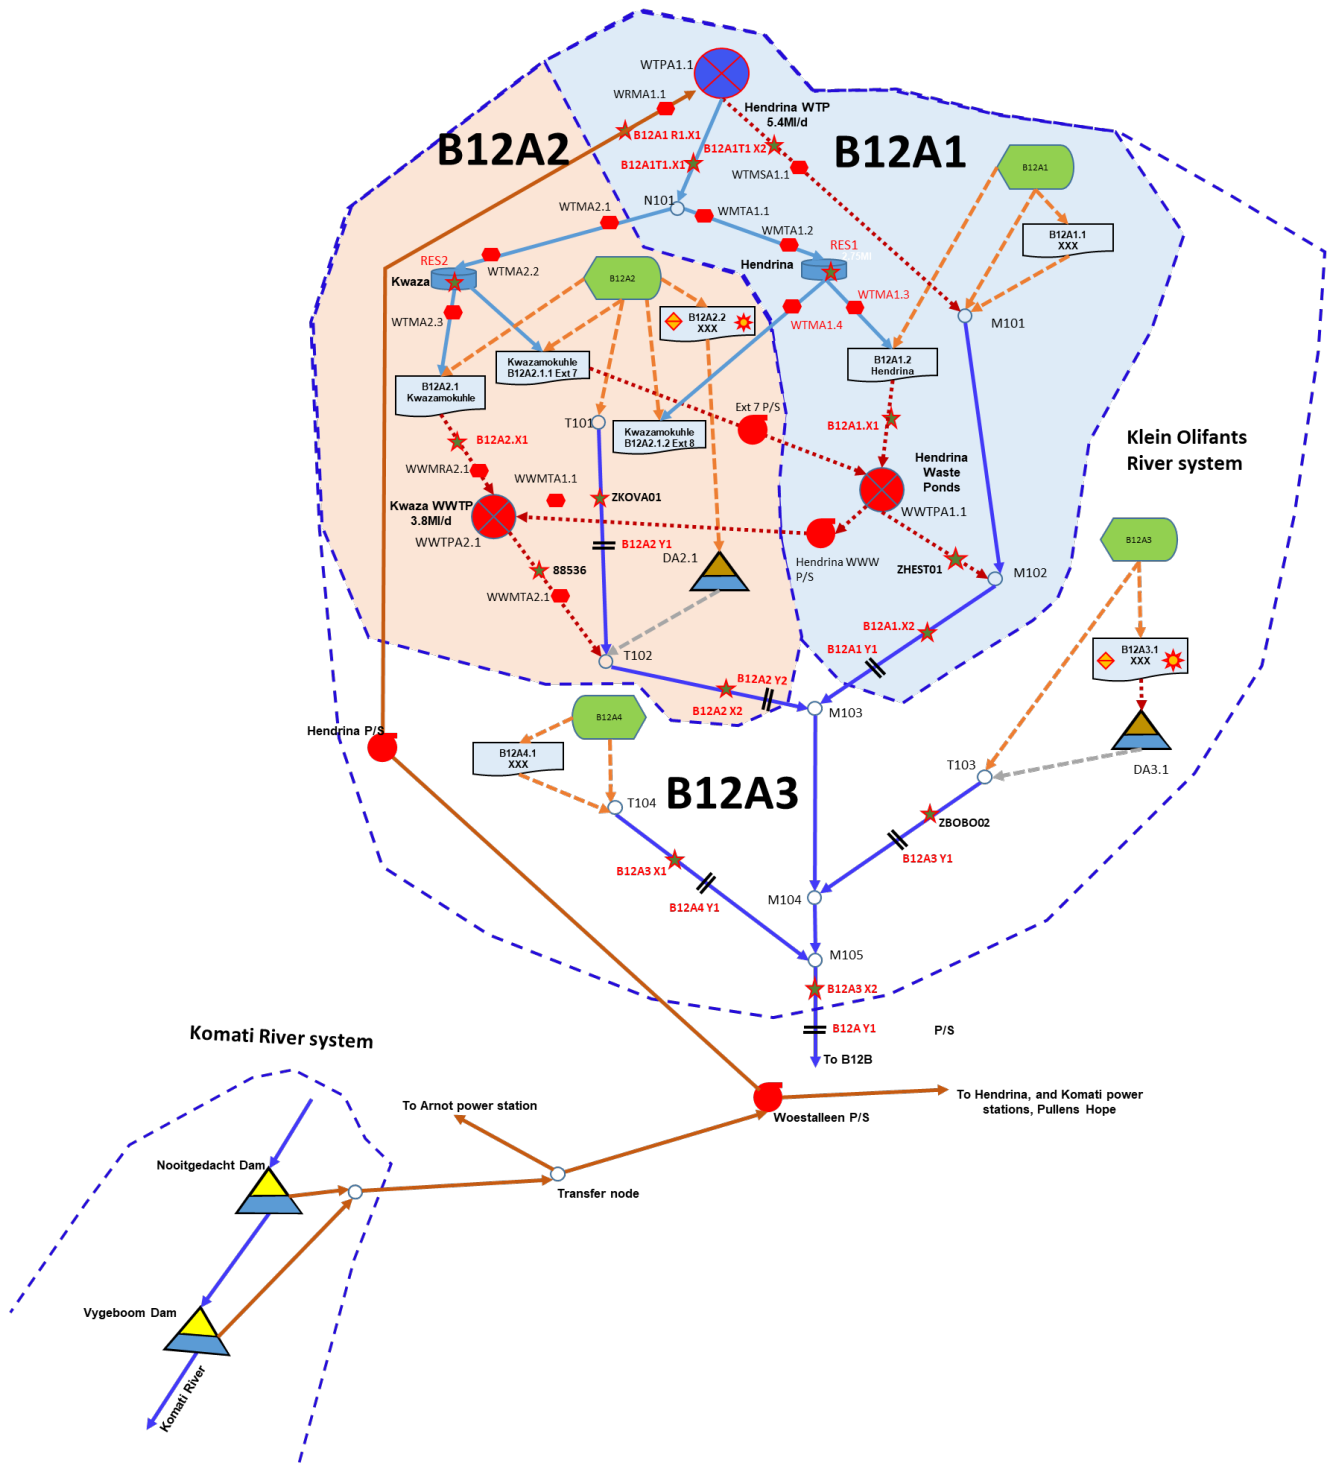 WTPA1.1
WRMA1.1
Hendrina WTP
5.4Ml/d
B12A1 R1.X1
B12A2
B12A1T1 X2
B12A1
B12A1T1.X1
WTMSA1.1
B12A1
N101
WTMA2.1
WMTA1.1
WMTA1.2
B12A1.1
XXX
RES2
WTMA2.2
RES1
2.75Ml
Kwaza
Hendrina
B12A2
WTMA1.3
WTMA2.3
B12A2.2
XXX
WTMA1.4
M101
Kwazamokuhle
B12A2.1.1 Ext 7
B12A1.2
Hendrina
B12A2.1
Kwazamokuhle
Ext 7 P/S
T101
Kwazamokuhle
B12A2.1.2 Ext 8
B12A1.X1
B12A2.X1
Klein Olifants
River system
Hendrina
Waste
Ponds
WWMRA2.1
WWMTA1.1
Kwaza WWTP
3.8Ml/d
ZKOVA01
WWTPA1.1
WWTPA2.1
B12A2 Y1
DA2.1
Hendrina WWW
P/S
B12A3
88536
ZHEST01
M102
WWMTA2.1
B12A1.X2
B12A1 Y1
T102
B12A3.1
XXX
B12A2 Y2
B12A2 X2
M103
B12A4
Hendrina P/S
B12A4.1
XXX
T103
DA3.1
B12A3
T104
ZBOBO02
B12A3 Y1
B12A3 X1
M104
B12A4 Y1
M105
B12A3 X2
B12A Y1
P/S
Komati River system
To B12B
To Arnot power station
To Hendrina, and Komati power
stations, Pullens Hope
Woestalleen P/S
Nooitgedacht Dam
Transfer node
Vygeboom Dam
Komati River